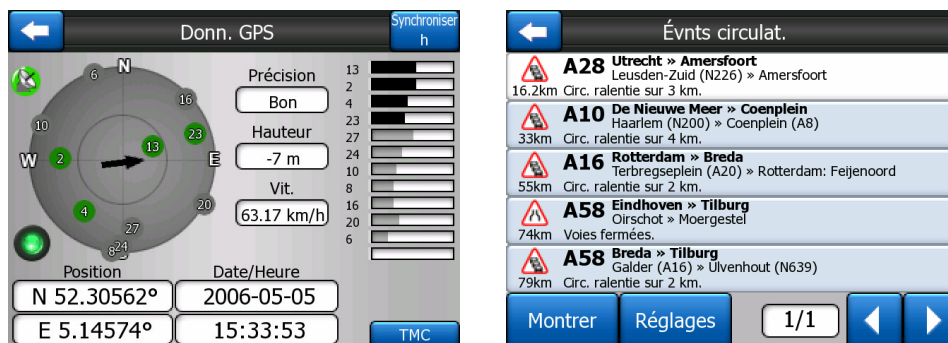 Donn. GPS
Synchroniser
h
N
6
16
10
23
13
W
2
E
4
20
27
24
8
Précision
Bon
Hauteur
-7 m
Vit.
63.17 km/h
13
2
4
23
27
24
10
8
16
20
6
Position
Date/Heure
N 52.30562°
2006-05-05
E 5.14574°
15:33:53
TMC
Évnts circulat.
A28 Utrecht » Amersfoort
Leusden-Zuid (N226) » Amersfoort
16.2km Circ. ralentie sur 3 km.
A10 De Nieuwe Meer » Coenplein
Haarlem (N200) » Coenplein (A8)
33km Circ. ralentie sur 4 km.
A16 Rotterdam » Breda
Terbregseplein (A20) » Rotterdam: Feijenoord
55km Circ. ralentie sur 2 km.
A58 Eindhoven » Tilburg
Oirschot » Moergestel
74km Voies fermées.
A58 Breda » Tilburg
Galder (A16) » Ulvenhout (N639)
79km Circ. ralentie sur 2 km.
Montrer
Réglages
1/1